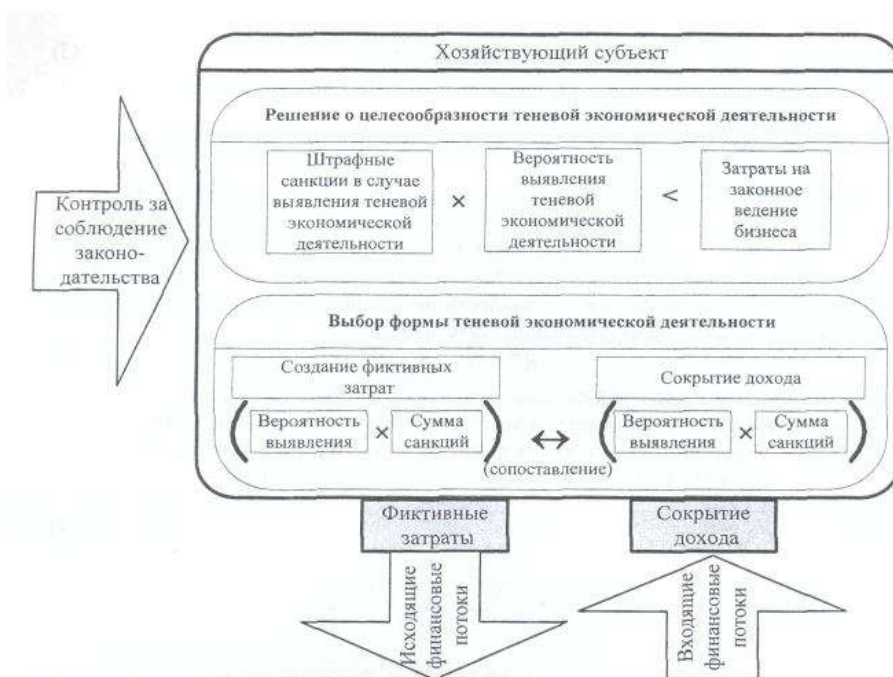 Хозяйствующий субъект
Решение о целесообразности теневой экономической деятельности
Штрафные
санкции в случае
выявления теневой
экономической
деятельности
×
Вероятность
выявления
теневой
экономической
деятельности
<
Затраты на
законное
ведение
бизнеса
Контроль за
соблюдение
законо-
дательства
Выбор формы теневой экономической деятельности
Создание фиктивных
затрат
Сокрытие дохода
Вероятность
выявления
×
Сумма
санкций
(сопоставление)
Вероятность
выявления
×
Сумма
санкций
Фиктивные
затраты
Сокрытие
дохода
Исходящие
финансовые
потоки
Входящие
финансовые
потоки